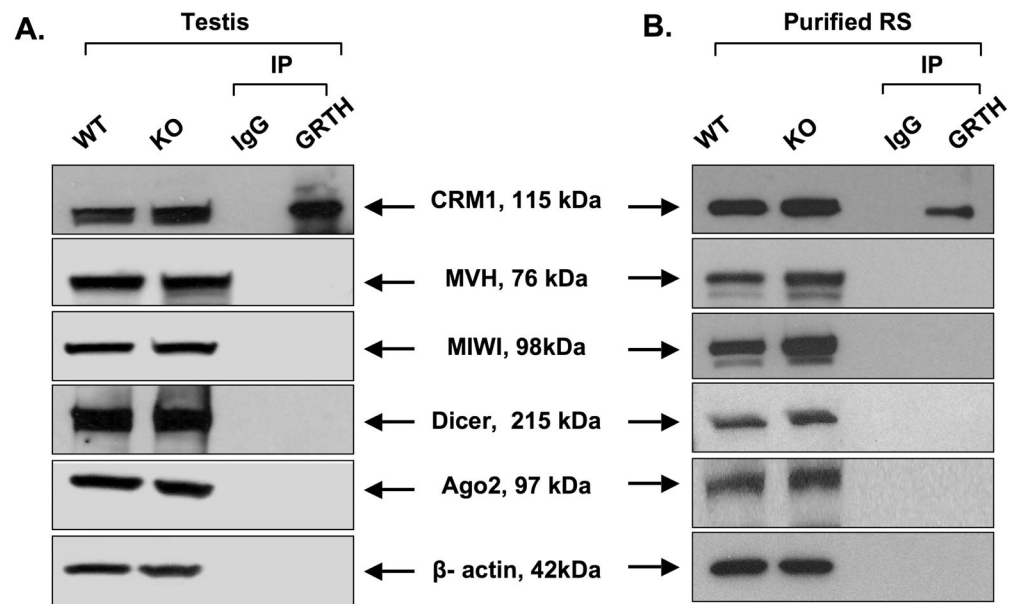 A.
Testis
IP
WT KO IgG GRTH
B.
Purified RS
IP
WT KO IgG GRTH
CRM1, 115 kDa
MVH, 76 kDa
MIWI, 98kDa
Dicer, 215 kDa
Ago2, 97 kDa
β- actin, 42kDa